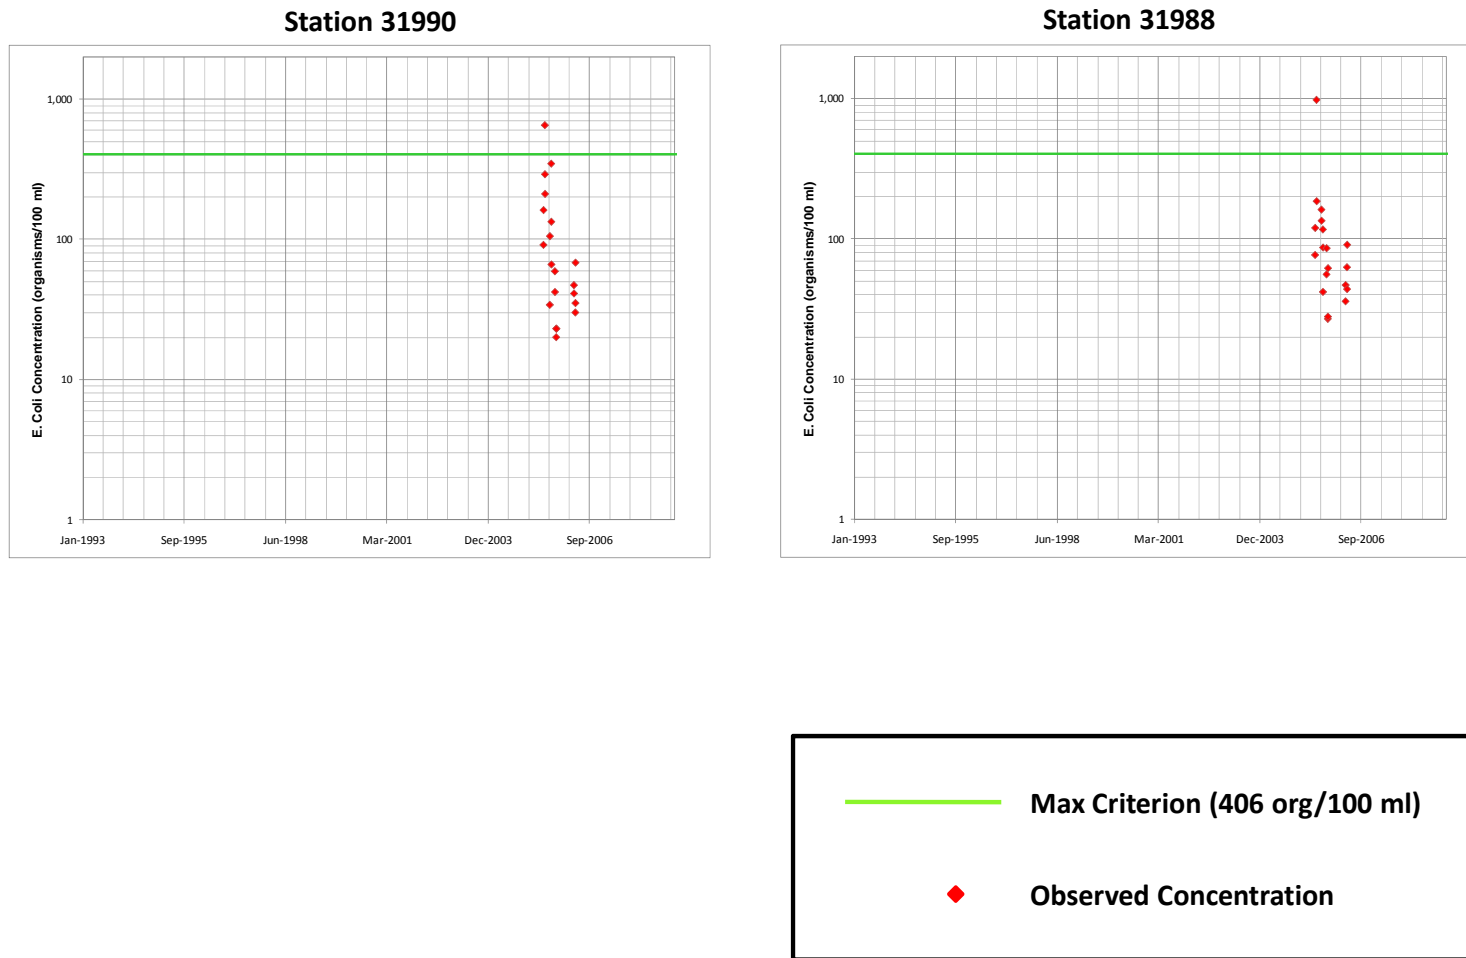 Station 31990
E. Coli Concentration (organisms/100 ml)
1,000
100
10
1
Jan-1993 Sep-1995 Jun-1998 Mar-2001 Dec-2003 Sep-2006
Station 31988
E. Coli Concentration (organisms/100 ml)
1,000
100
10
1
Jan-1993 Sep-1995 Jun-1998 Mar-2001 Dec-2003 Sep-2006
Max Criterion (406 org/100 ml)
Observed Concentration